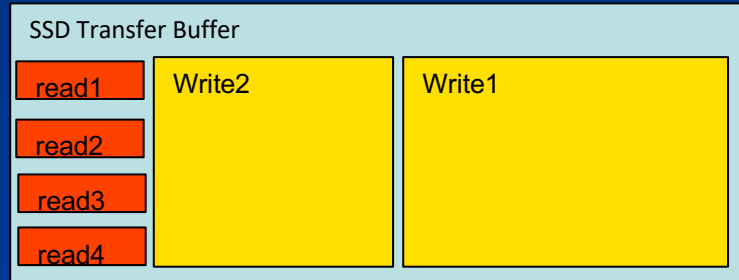 SSD Transfer Buffer
read1
Write2
Write1
read2
read3
read4